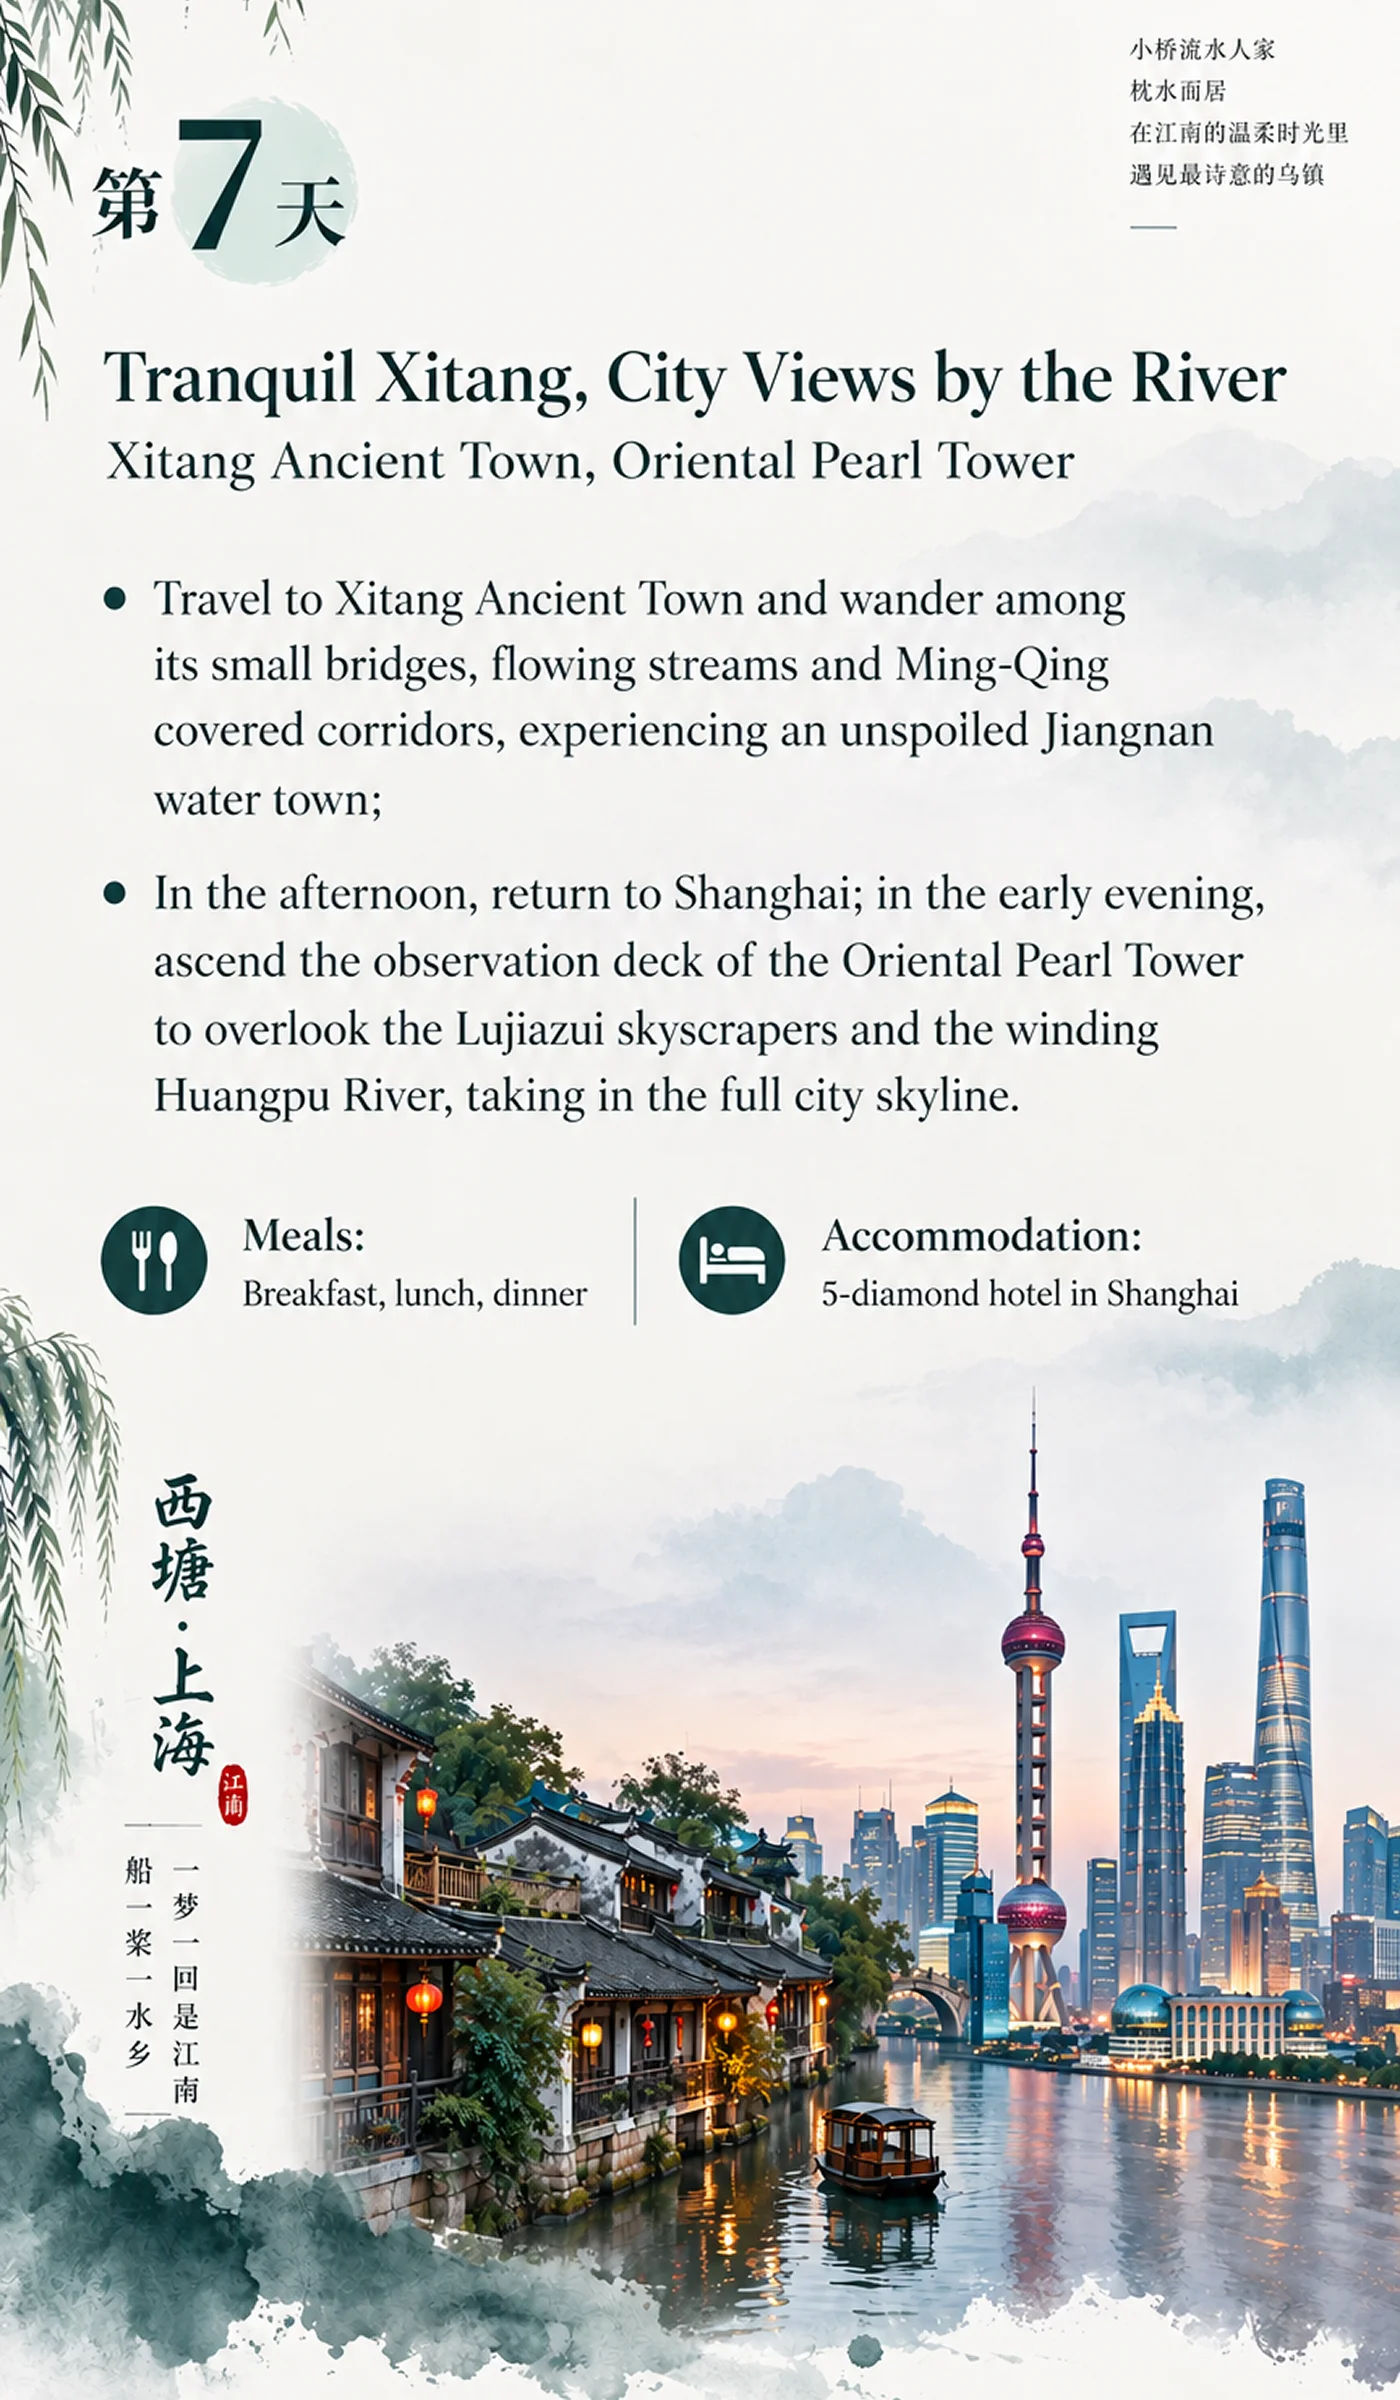 小桥流水人家
枕水而居
在江南的温柔时光里
遇见最诗意的乌镇
第7天
Tranquil Xitang, City Views by the River
Xitang Ancient Town, Oriental Pearl Tower
Travel to Xitang Ancient Town and wander among
its small bridges, flowing streams and Ming-Qing
covered corridors, experiencing an unspoiled Jiangnan
water town;
In the afternoon, return to Shanghai; in the early evening,
ascend the observation deck of the Oriental Pearl Tower
to overlook the Lujiazui skyscrapers and the winding
Huangpu River, taking in the full city skyline.
Meals:
Breakfast, lunch, dinner
Accommodation:
5-diamond hotel in Shanghai
西塘·上海
江南
一梦一回是江南
船一桨一水乡